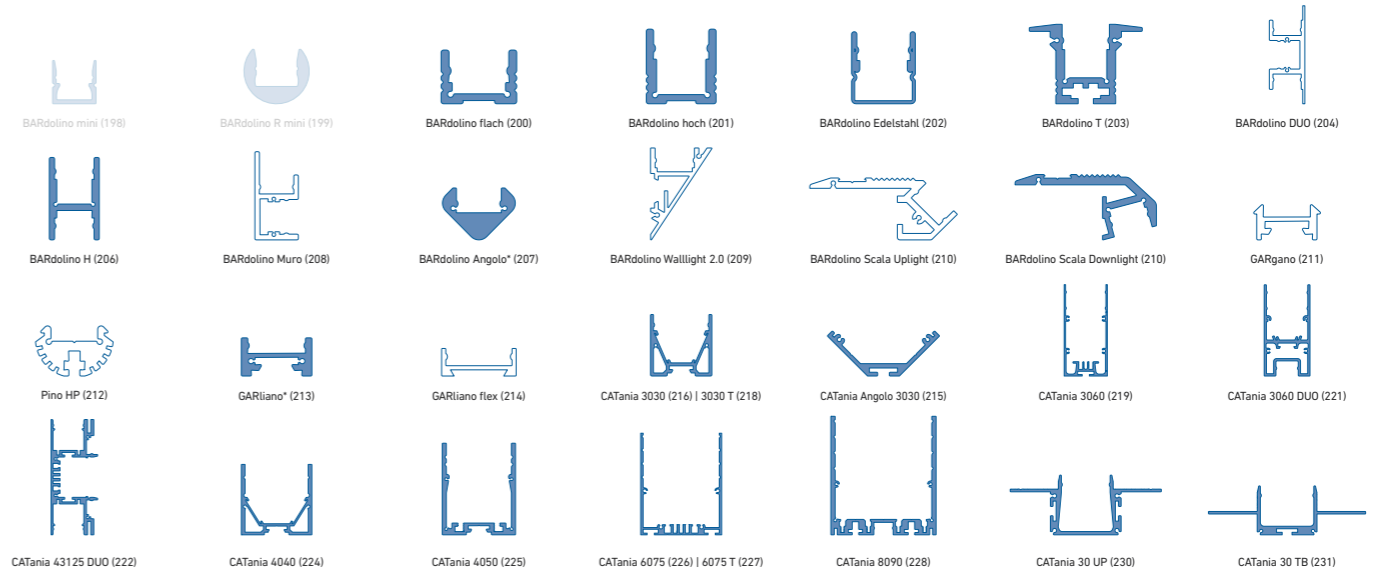 BARdolino mini (198)
BARdolino R mini (199)
BARdolino flach (200)
BARdolino hoch (201)
BARdolino Edelstahl (202)
BARdolino T (203)
BARdolino DUO (204)
BARdolino H (206)
BARdolino Muro (208)
BARdolino Angolo* (207)
BARdolino Walllight 2.0 (209)
BARdolino Scala Uplight (210)
BARdolino Scala Downlight (210)
GARgano (211)
Pino HP (212)
GARliano* (213)
GARliano flex (214)
CATania 3030 (216) | 3030 T (218)
CATania Angolo 3030 (215)
CATania 3060 (219)
CATania 3060 DUO (221)
CATania 43125 DUO (222)
CATania 4040 (224)
CATania 4050 (225)
CATania 6075 (226) | 6075 T (227)
CATania 8090 (228)
CATania 30 UP (230)
CATania 30 TB (231)